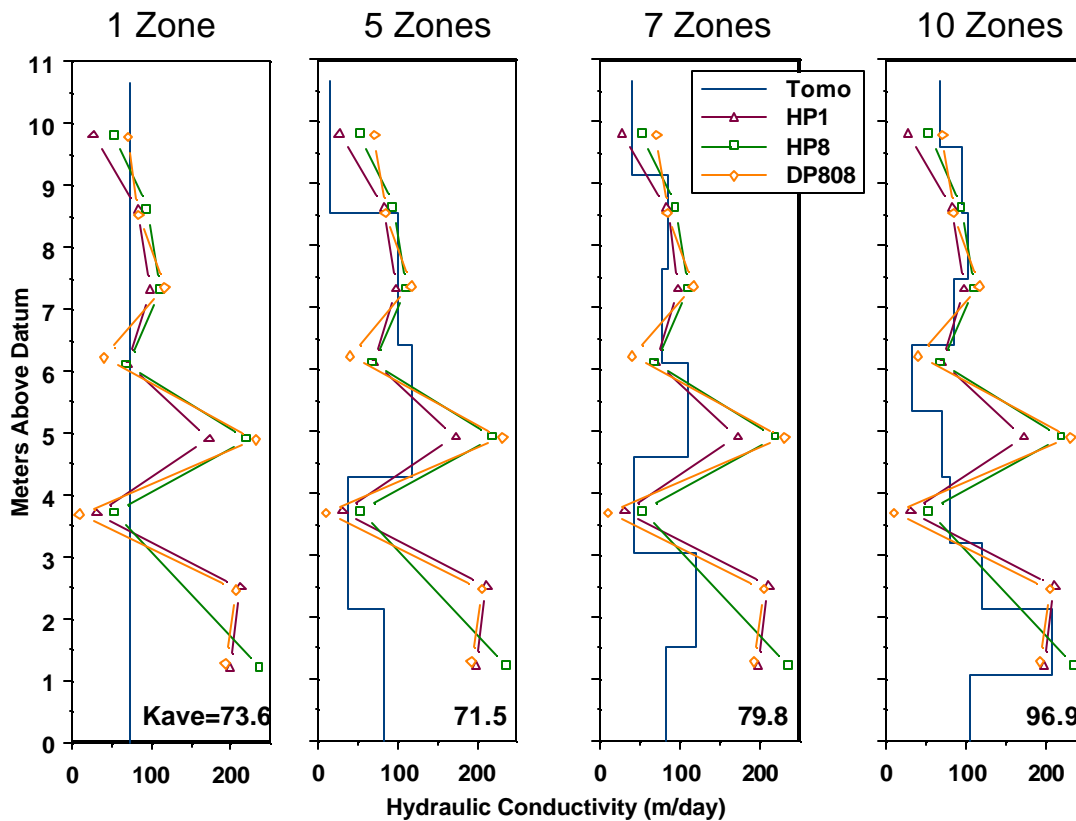 1 Zone
5 Zones
7 Zones
10 Zones
11
10
9
8
7
6
5
4
3
2
1
0
Meters Above Datum
Tomo
HP1
HP8
DP808
Kave=73.6
71.5
79.8
96.9
0 100 200
0 100 200
0 100 200
0 100 200
Hydraulic Conductivity (m/day)